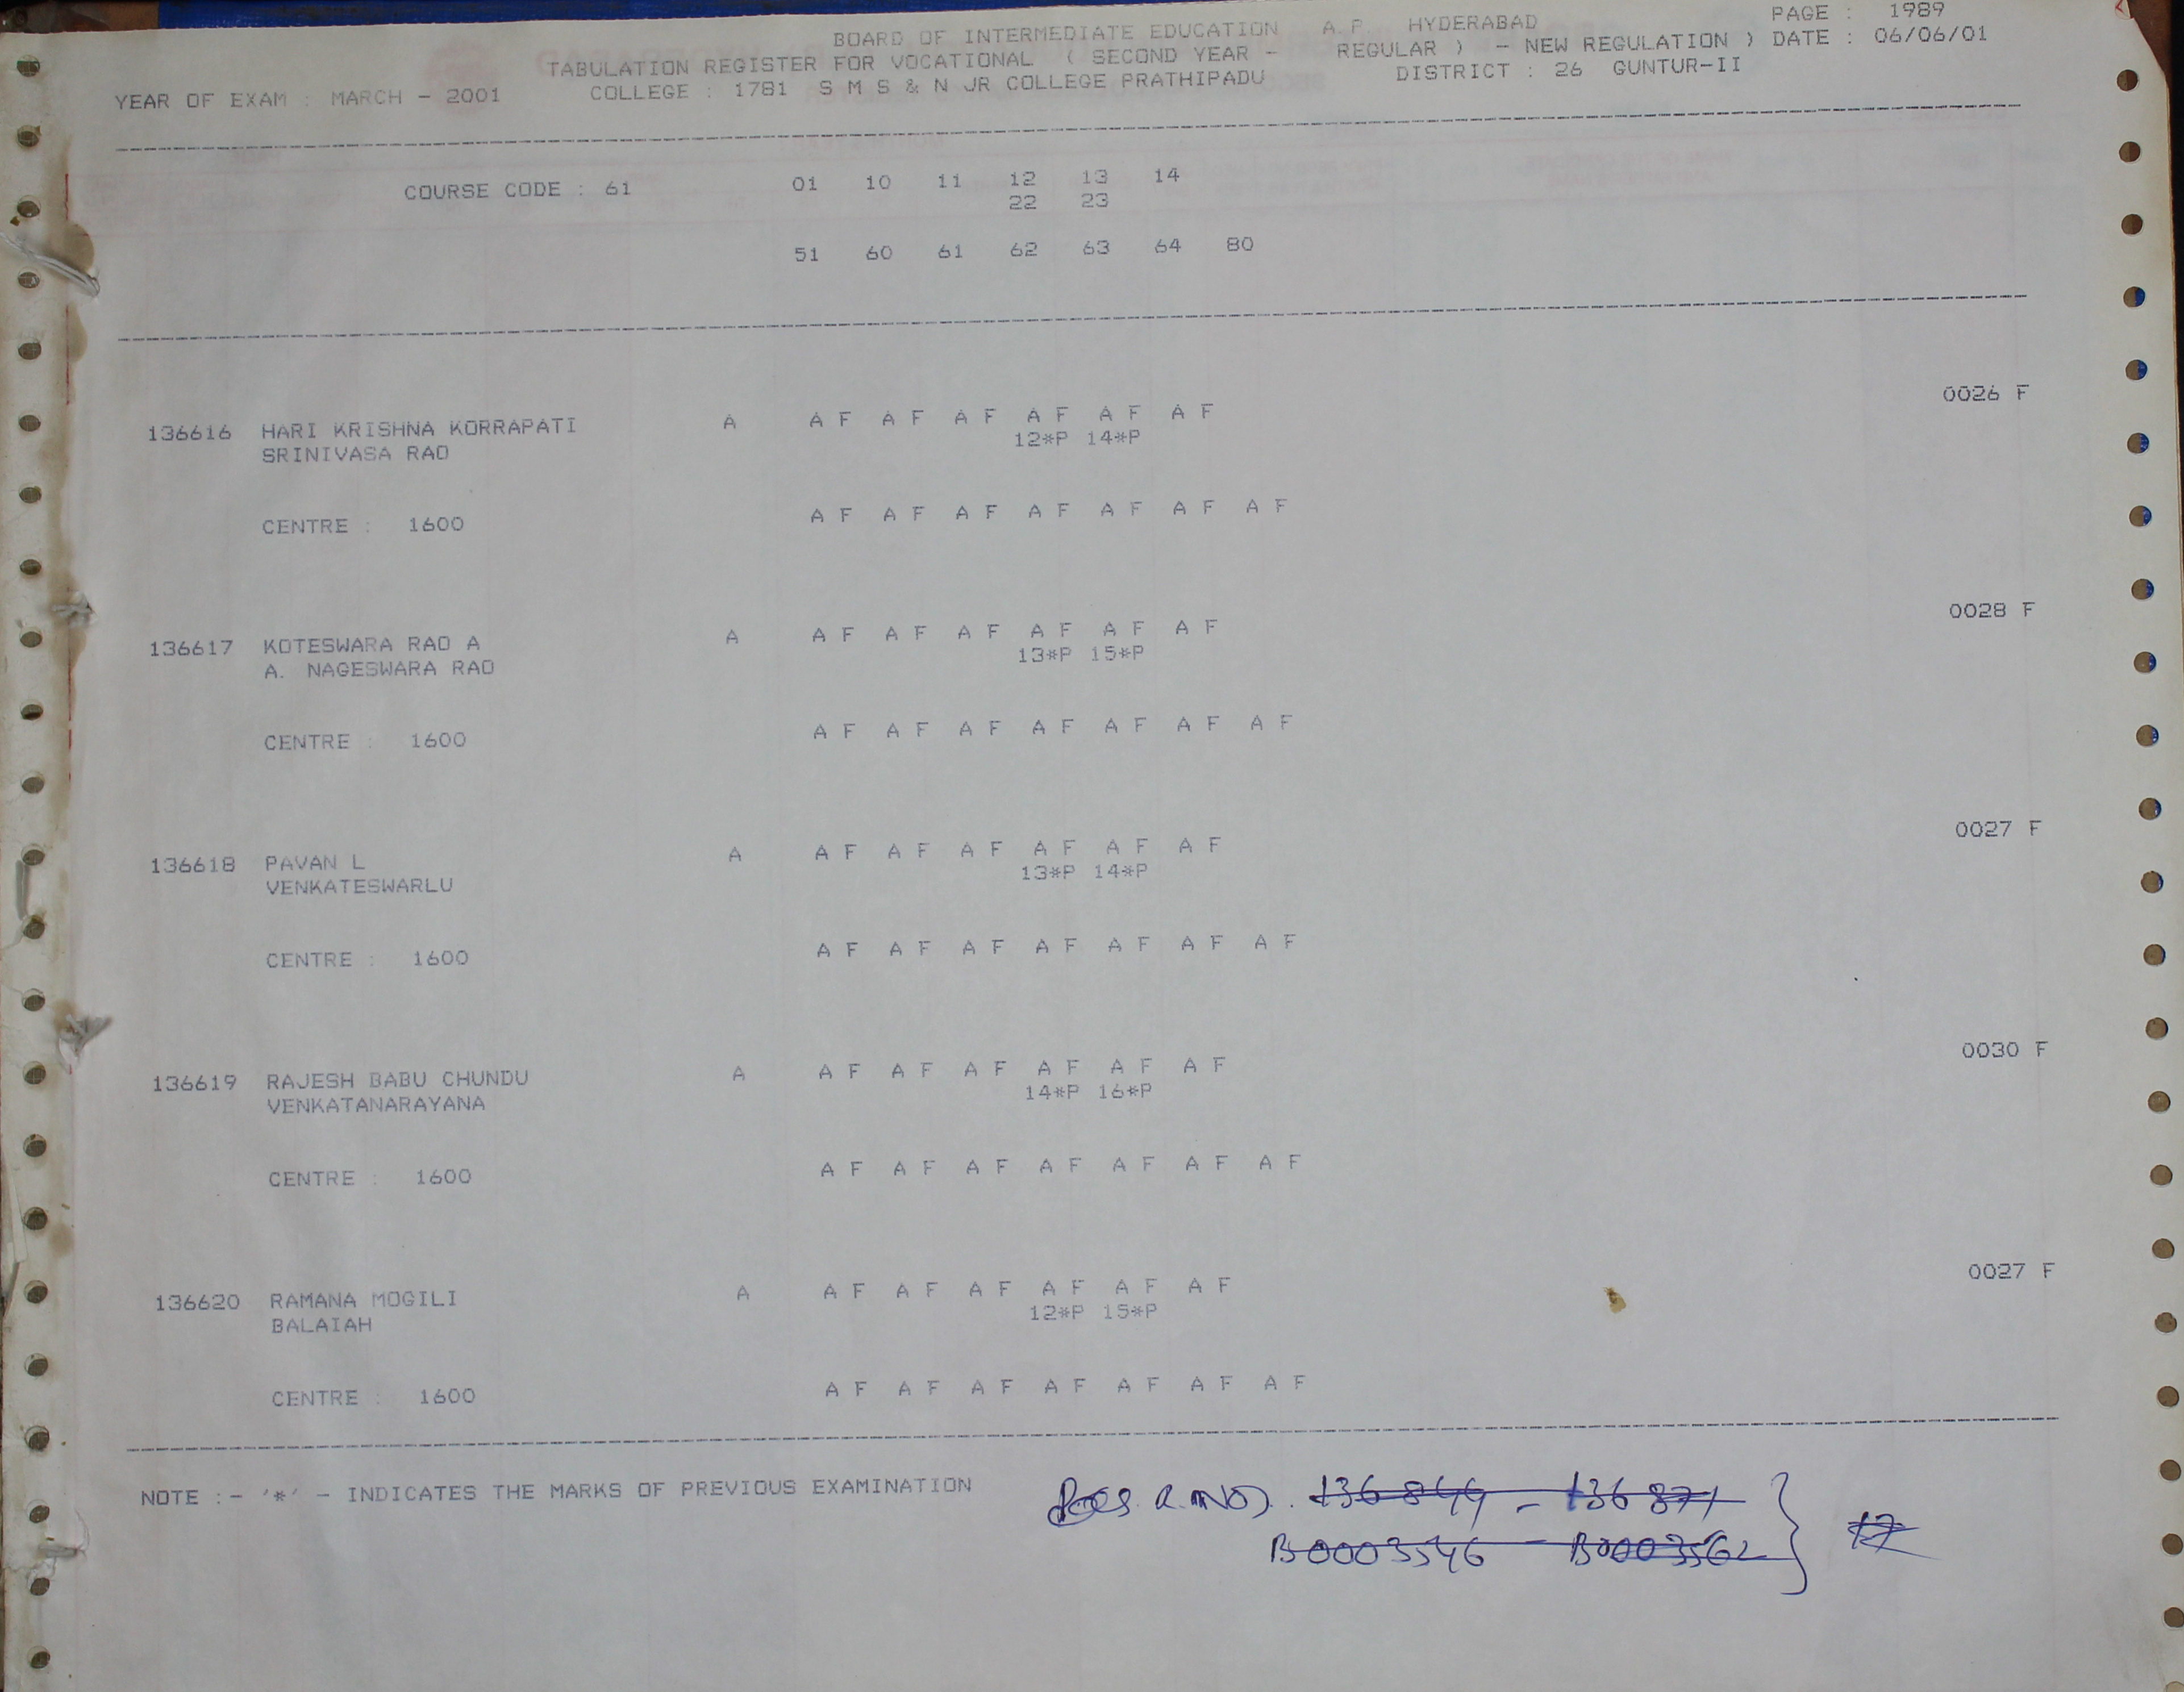 BOARD OF INTERMEDIATE EDUCATION A.P. HYDERABAD PAGE : 1989
TABULATION REGISTER FOR VOCATIONAL ( SECOND YEAR - REGULAR ) - NEW REGULATION ) DATE : 06/06/01
YEAR OF EXAM : MARCH - 2001 COLLEGE : 1781 S M S & N JR COLLEGE PRATHIPADU DISTRICT : 26 GUNTUR-II
COURSE CODE : 61 01 10 11 12 13 14
22 23
51 60 61 62 63 64 80
136616 HARI KRISHNA KORRAPATI A A F A F A F A F A F A F 0026 F
SRINIVASA RAO 12*P 14*P
CENTRE : 1600 A F A F A F A F A F A F A F
136617 KOTESWARA RAO A A A F A F A F A F A F A F 0028 F
A. NAGESWARA RAO 13*P 15*P
CENTRE : 1600 A F A F A F A F A F A F A F
136618 PAVAN L A A F A F A F A F A F A F 0027 F
VENKATESWARLU 13*P 14*P
CENTRE : 1600 A F A F A F A F A F A F A F
136619 RAJESH BABU CHUNDU A A F A F A F A F A F A F 0030 F
VENKATANARAYANA 14*P 16*P
CENTRE : 1600 A F A F A F A F A F A F A F
136620 RAMANA MOGILI A A F A F A F A F A F A F 0027 F
BALAIAH 12*P 15*P
CENTRE : 1600 A F A F A F A F A F A F A F
NOTE :- '*' - INDICATES THE MARKS OF PREVIOUS EXAMINATION
136849 - 136871
B0003546 - B0003562 } 17